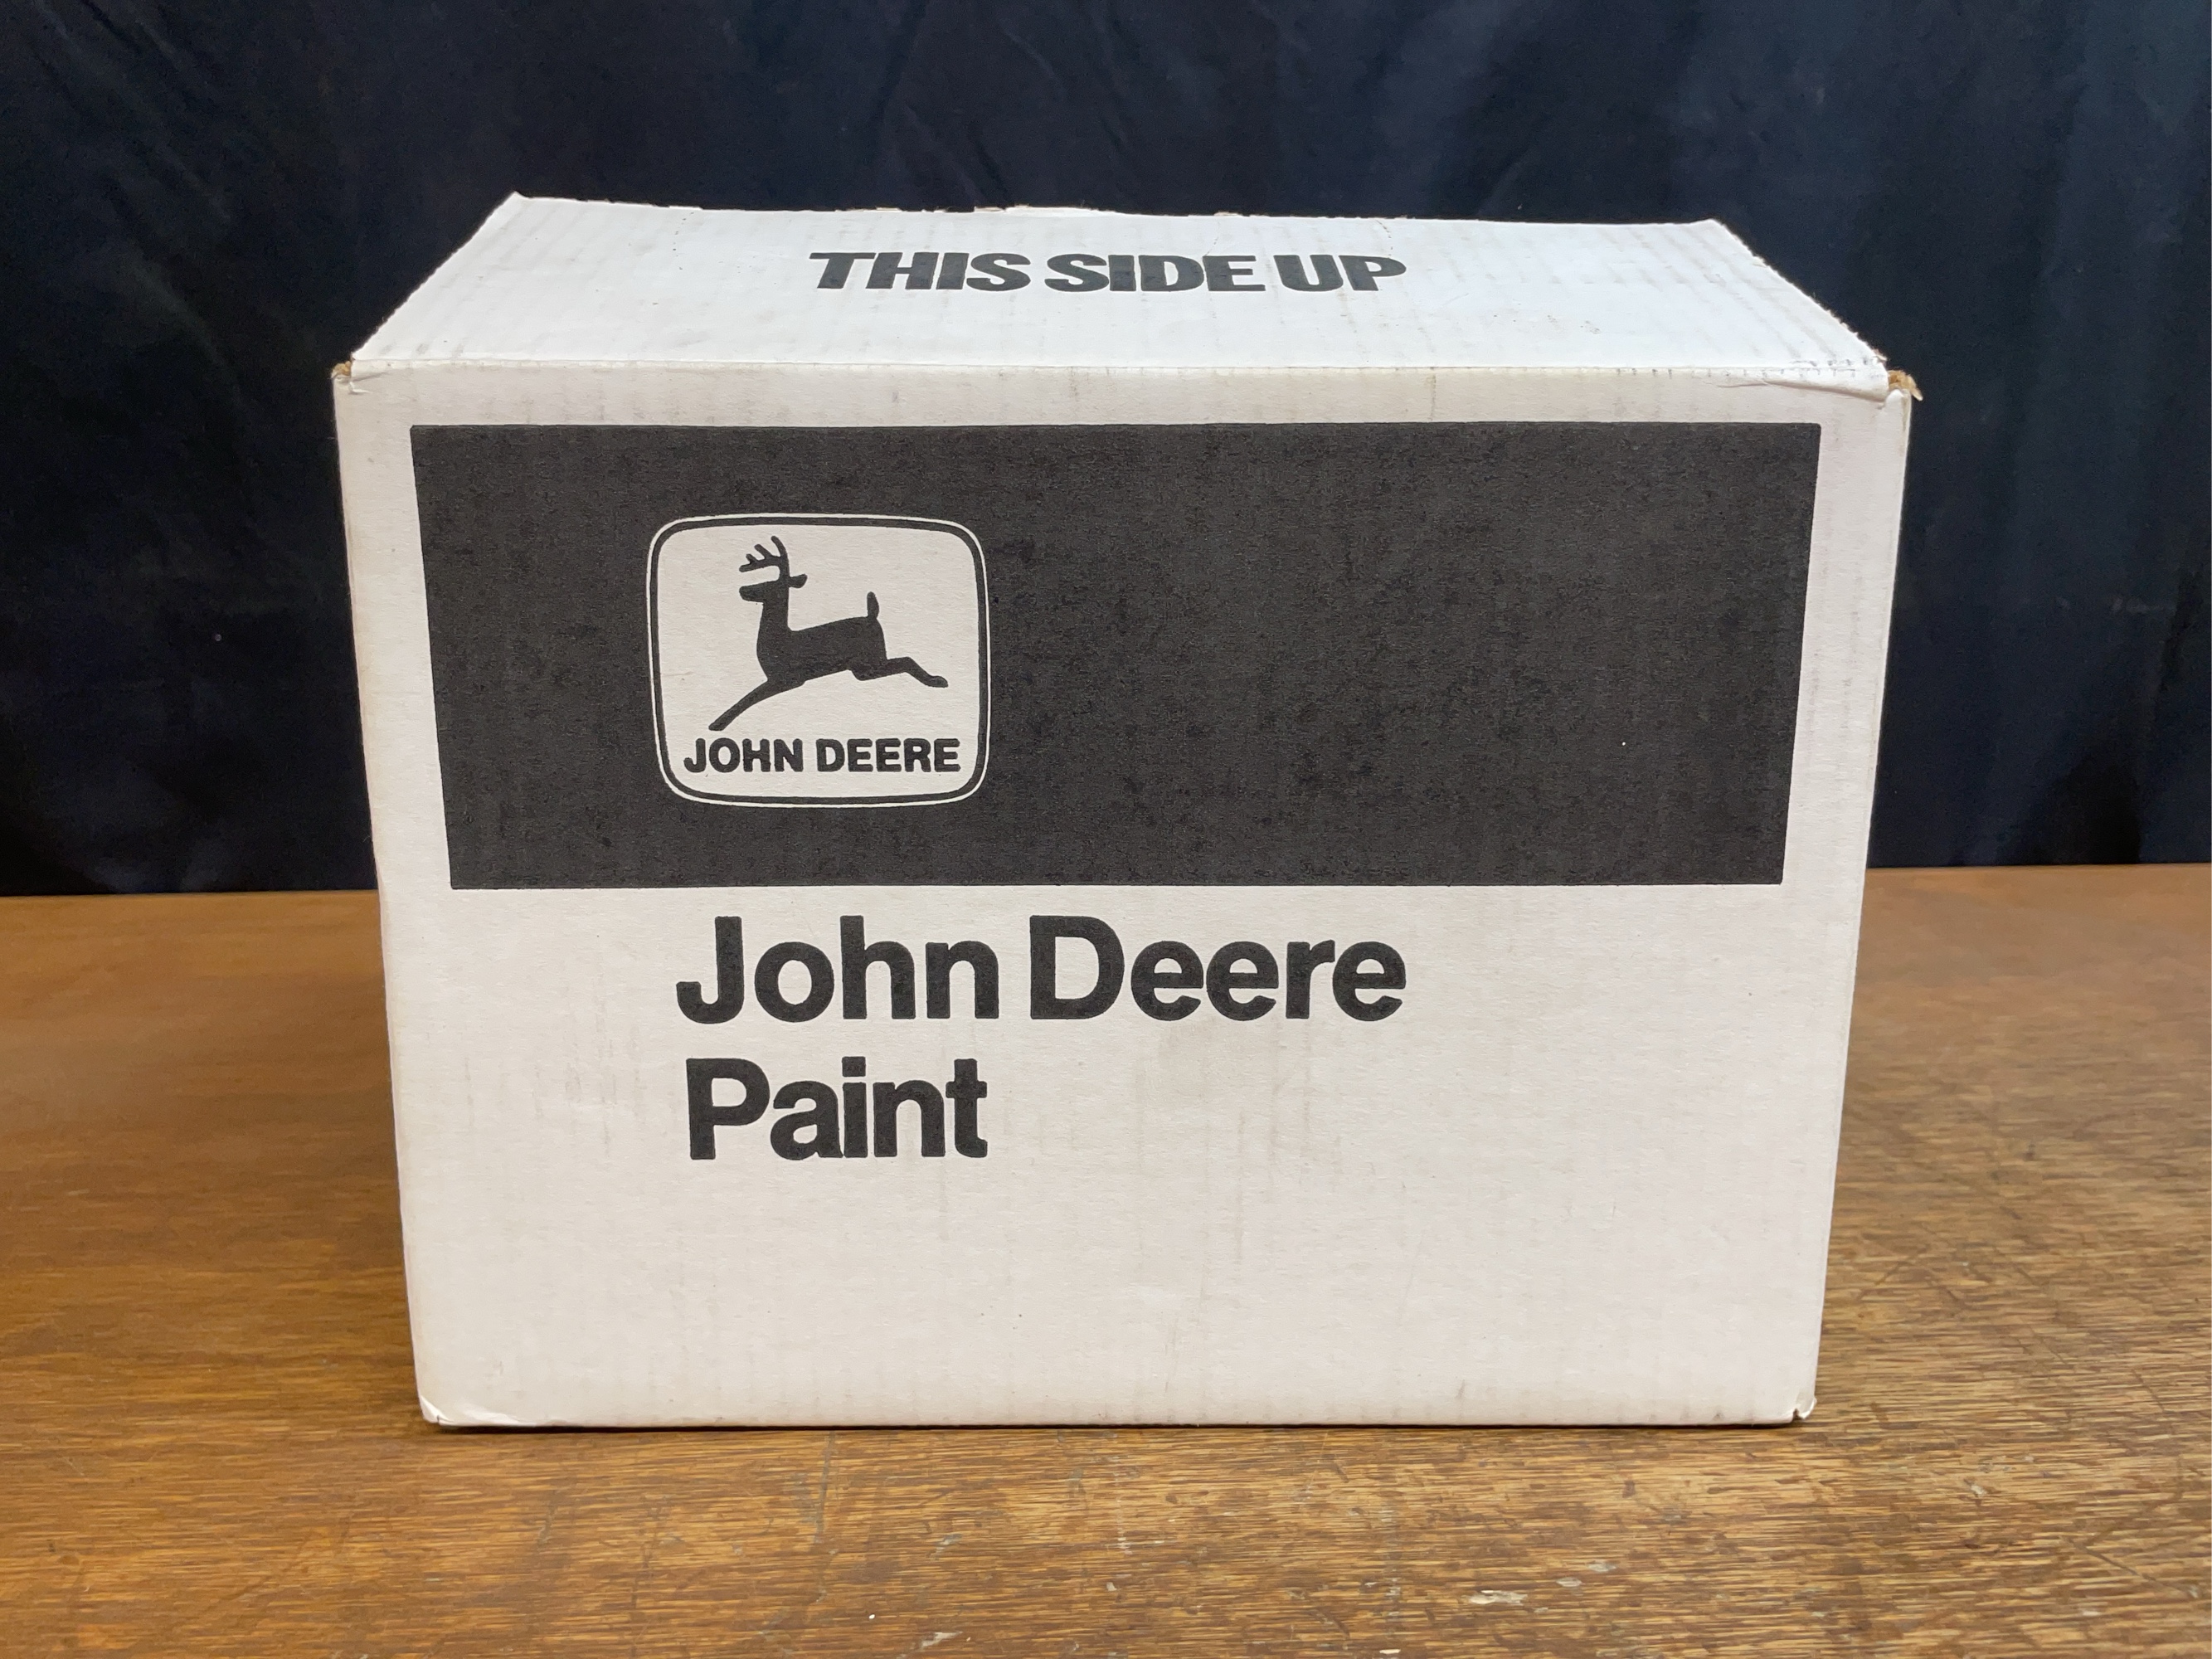 THIS SIDE UP
JOHN DEERE
John Deere
Paint